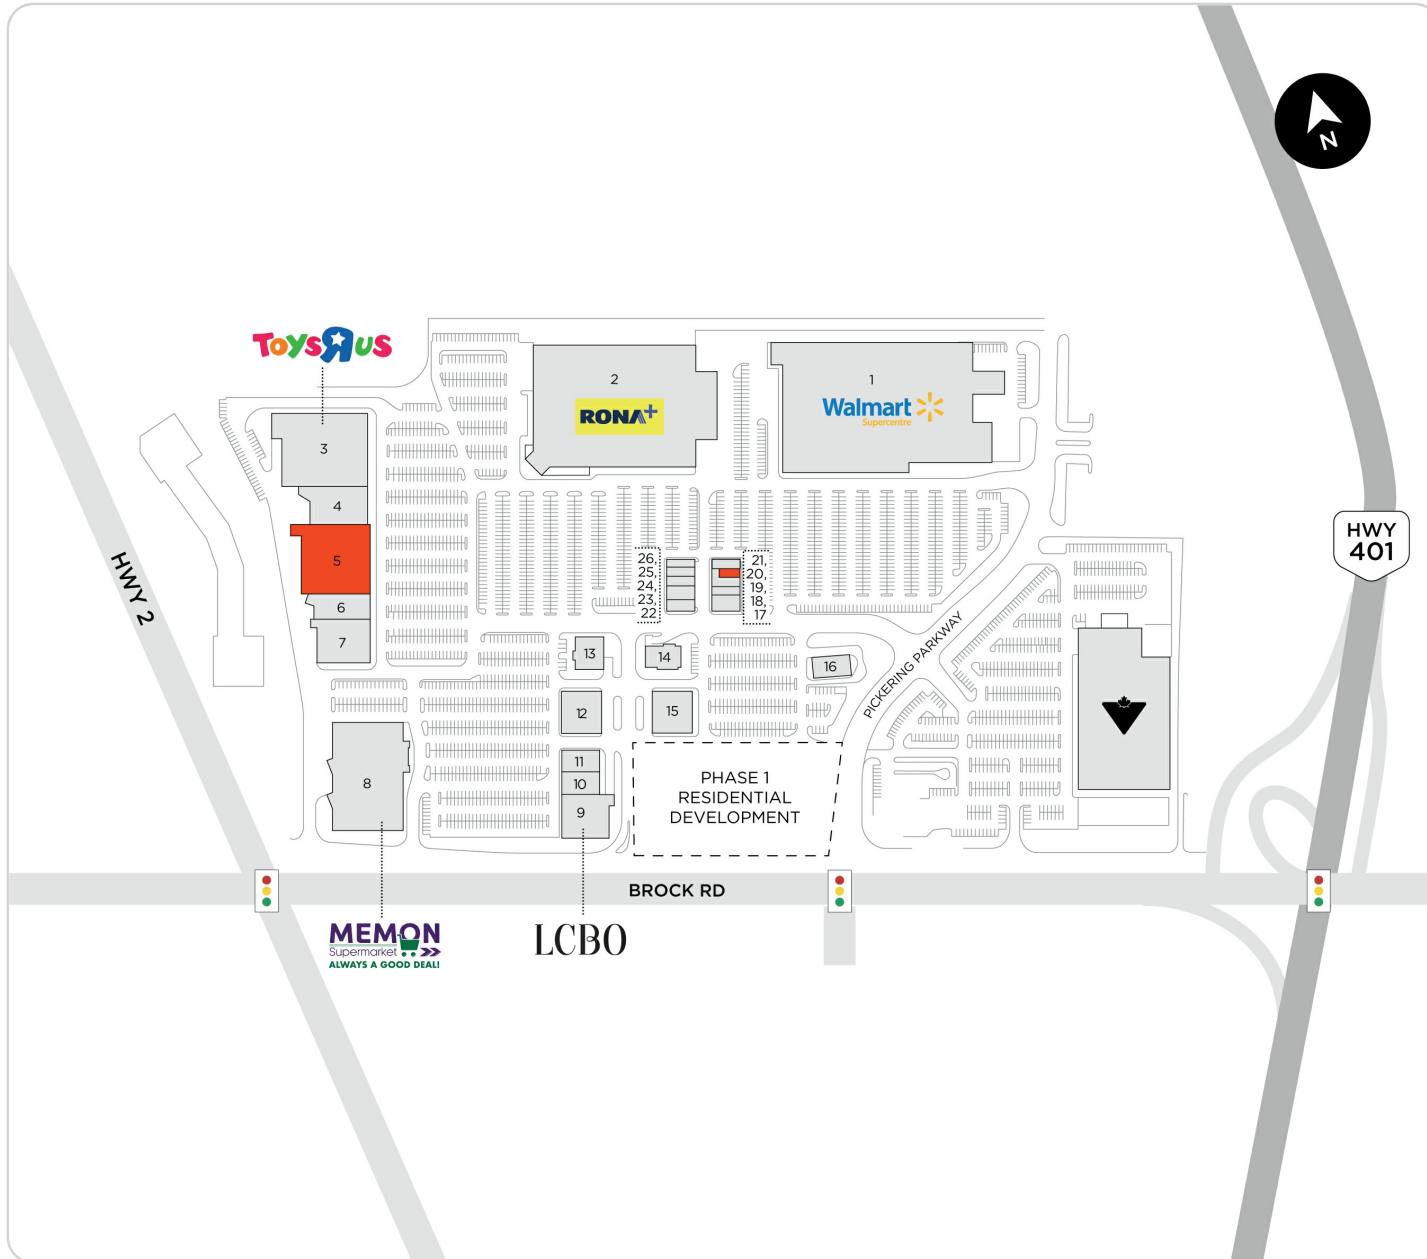 N
ToysRus
2
RONA+
1
Walmart
Supercentre
3
4
5
6
7
HWY 2
HWY
401
26,
25,
24,
23,
22
21,
20,
19,
18,
17
13
14
16
PICKERING PARKWAY
12
15
11
10
9
8
PHASE 1
RESIDENTIAL
DEVELOPMENT
BROCK RD
MEMON
Supermarket
ALWAYS A GOOD DEAL!
LCBO